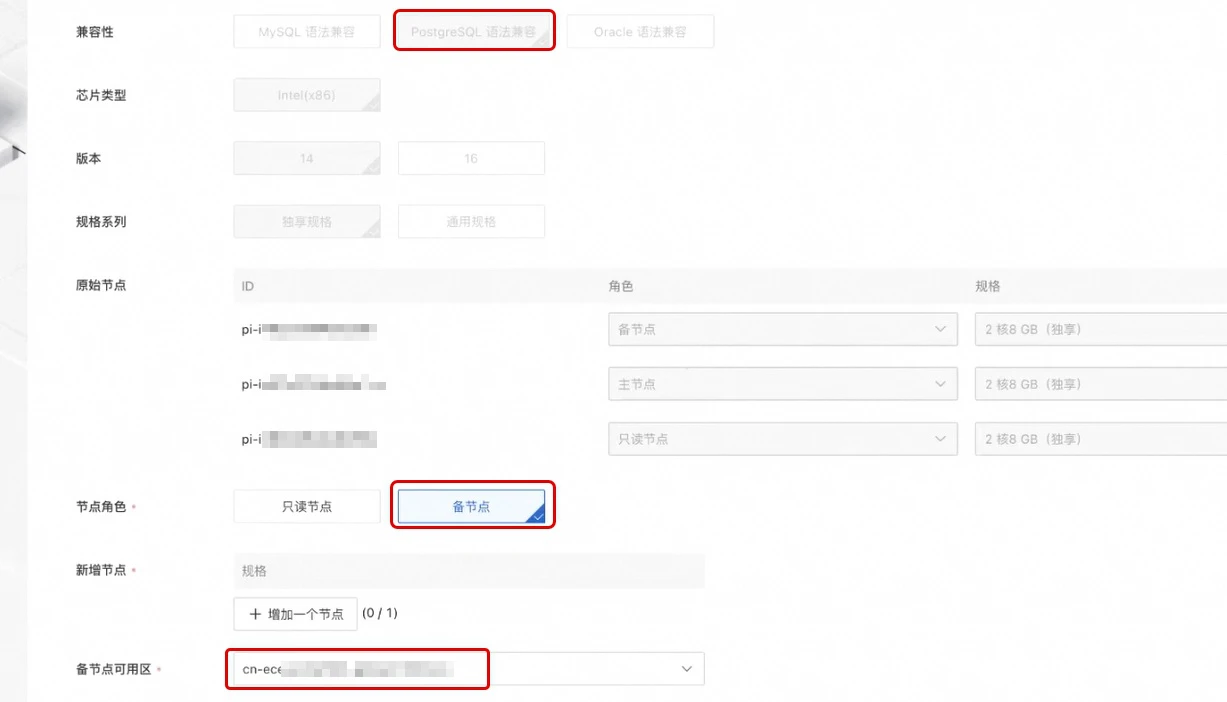 兼容性 MySQL 语法兼容 PostgreSQL 语法兼容 Oracle 语法兼容
芯片类型 Intel(x86)
版本 14 16
规格系列 独享规格 通用规格
原始节点 ID 角色 规格
pi-i 备节点 2 核8 GB（独享）
pi-i 主节点 2 核8 GB（独享）
pi-i 只读节点 2 核8 GB（独享）
节点角色 * 只读节点 备节点
新增节点 * 规格
+ 增加一个节点 (0 / 1)
备节点可用区 * cn-ece